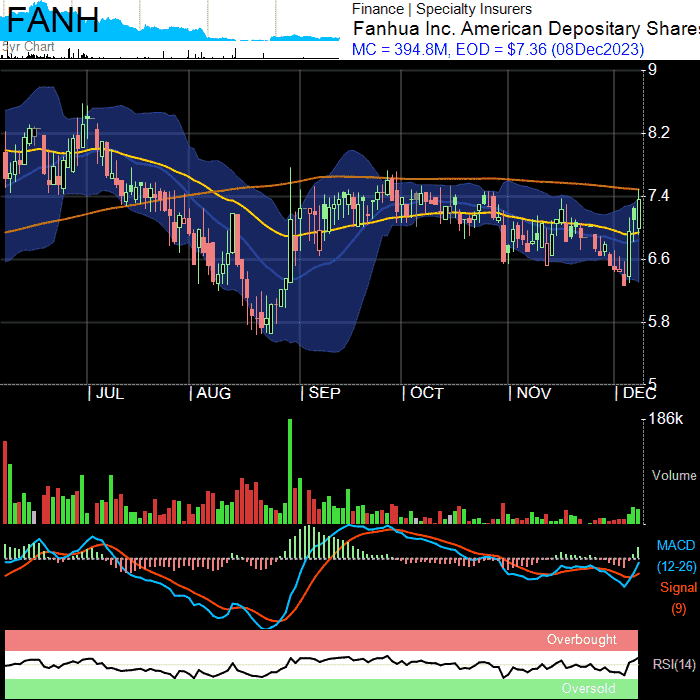 FANH
Finance | Specialty Insurers
Fanhua Inc. American Depositary Shares
5yr Chart
MC = 394.8M, EOD = $7.36 (08Dec2023)
9
8.2
7.4
6.6
5.8
5
| JUL | AUG | SEP | OCT | NOV | DEC
186k
Volume
MACD
(12-26)
Signal
(9)
Overbought
RSI(14)
Oversold